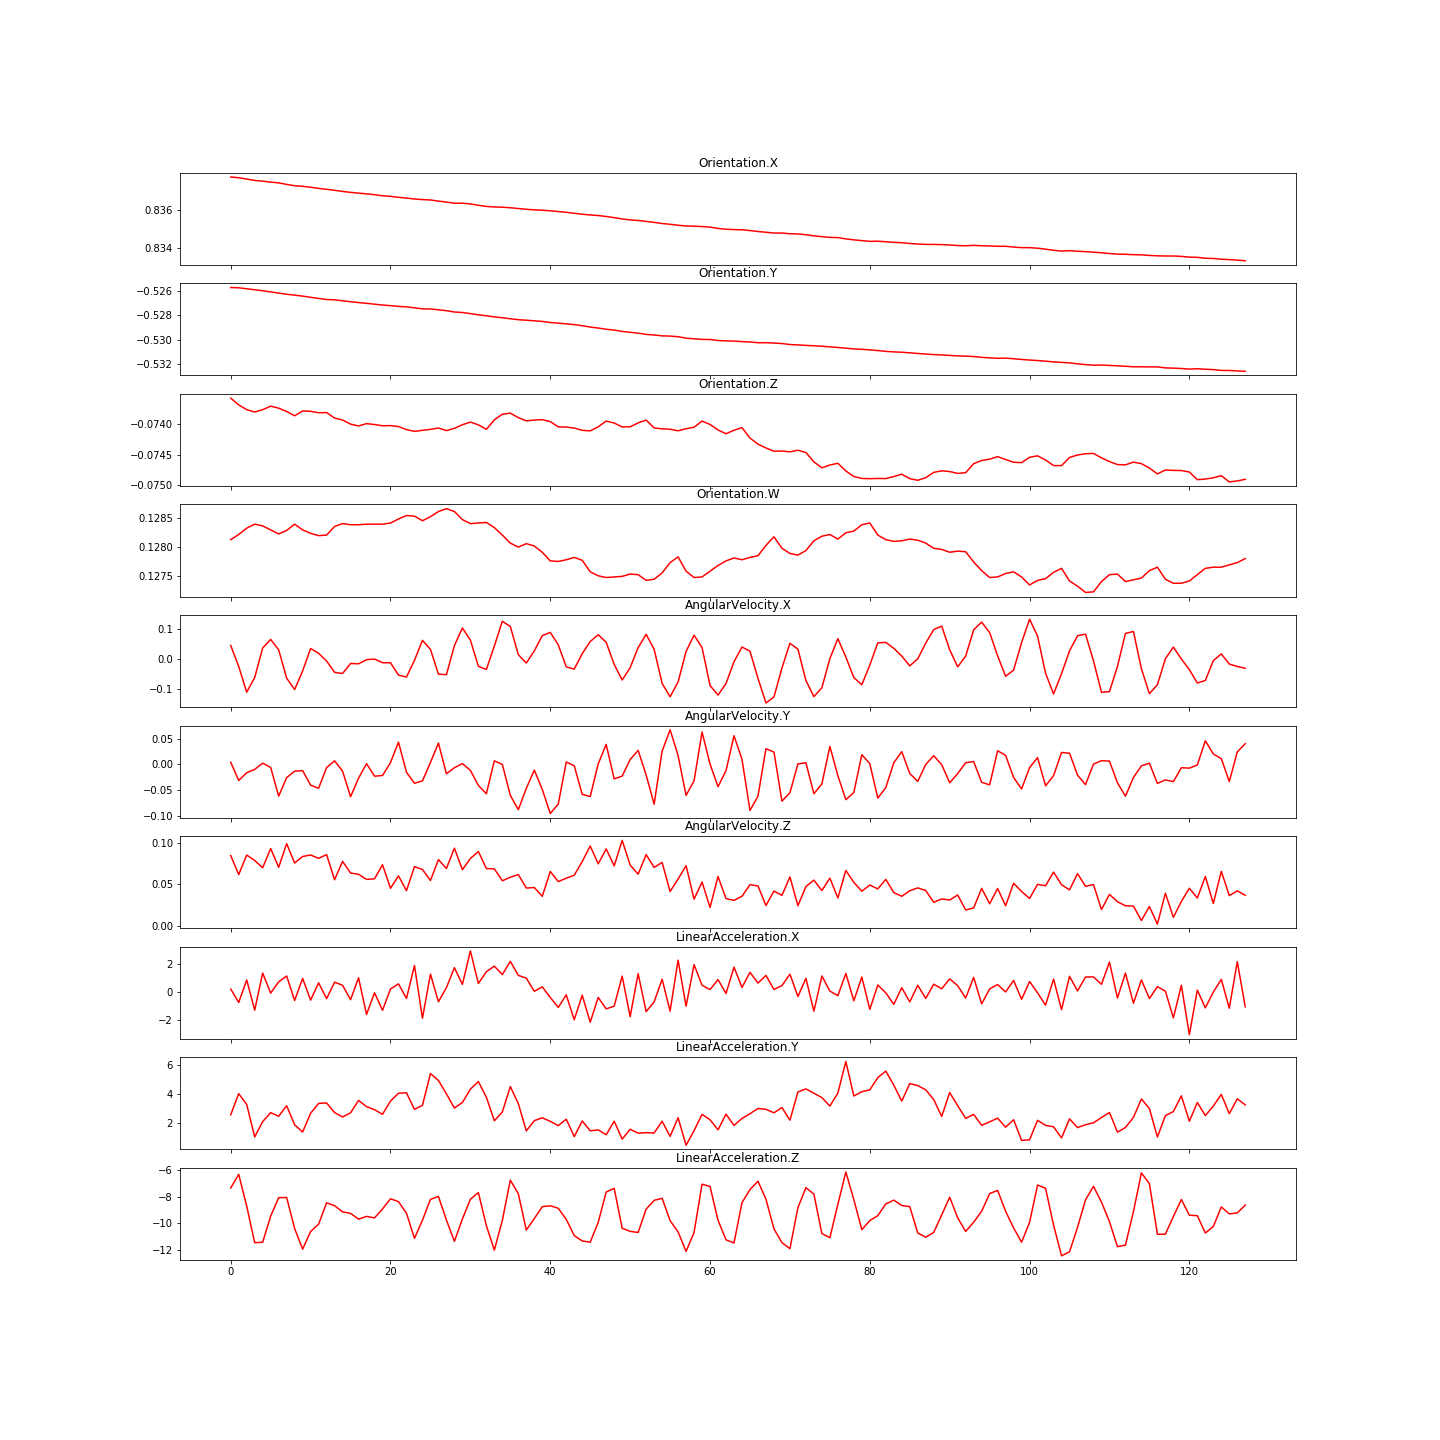 Orientation.X
0.836
0.834
Orientation.Y
−0.526
−0.528
−0.530
−0.532
Orientation.Z
−0.0740
−0.0745
−0.0750
Orientation.W
0.1285
0.1280
0.1275
AngularVelocity.X
0.1
0.0
−0.1
AngularVelocity.Y
0.05
0.00
−0.05
−0.10
AngularVelocity.Z
0.10
0.05
0.00
LinearAcceleration.X
2
0
−2
LinearAcceleration.Y
6
4
2
LinearAcceleration.Z
−6
−8
−10
−12
0 20 40 60 80 100 120